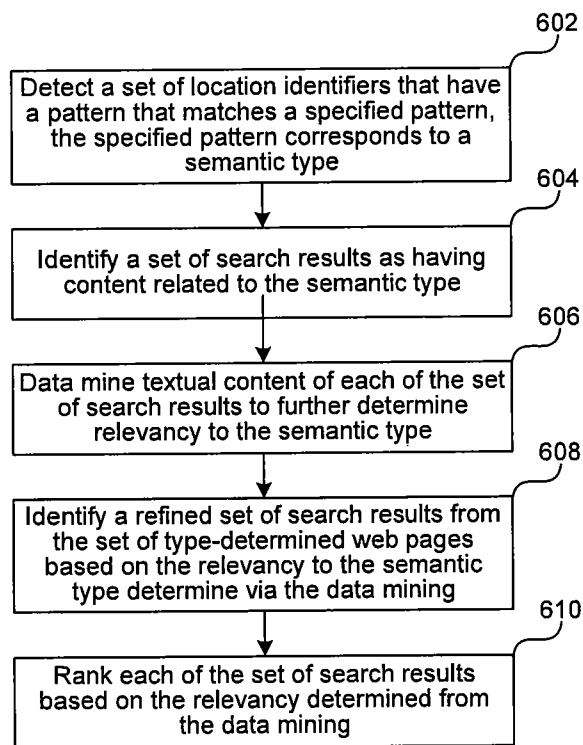 602
Detect a set of location identifiers that have
a pattern that matches a specified pattern,
the specified pattern corresponds to a
semantic type
604
Identify a set of search results as having
content related to the semantic type
606
Data mine textual content of each of the set
of search results to further determine
relevancy to the semantic type
608
Identify a refined set of search results from
the set of type-determined web pages
based on the relevancy to the semantic
type determine via the data mining
610
Rank each of the set of search results
based on the relevancy determined from
the data mining